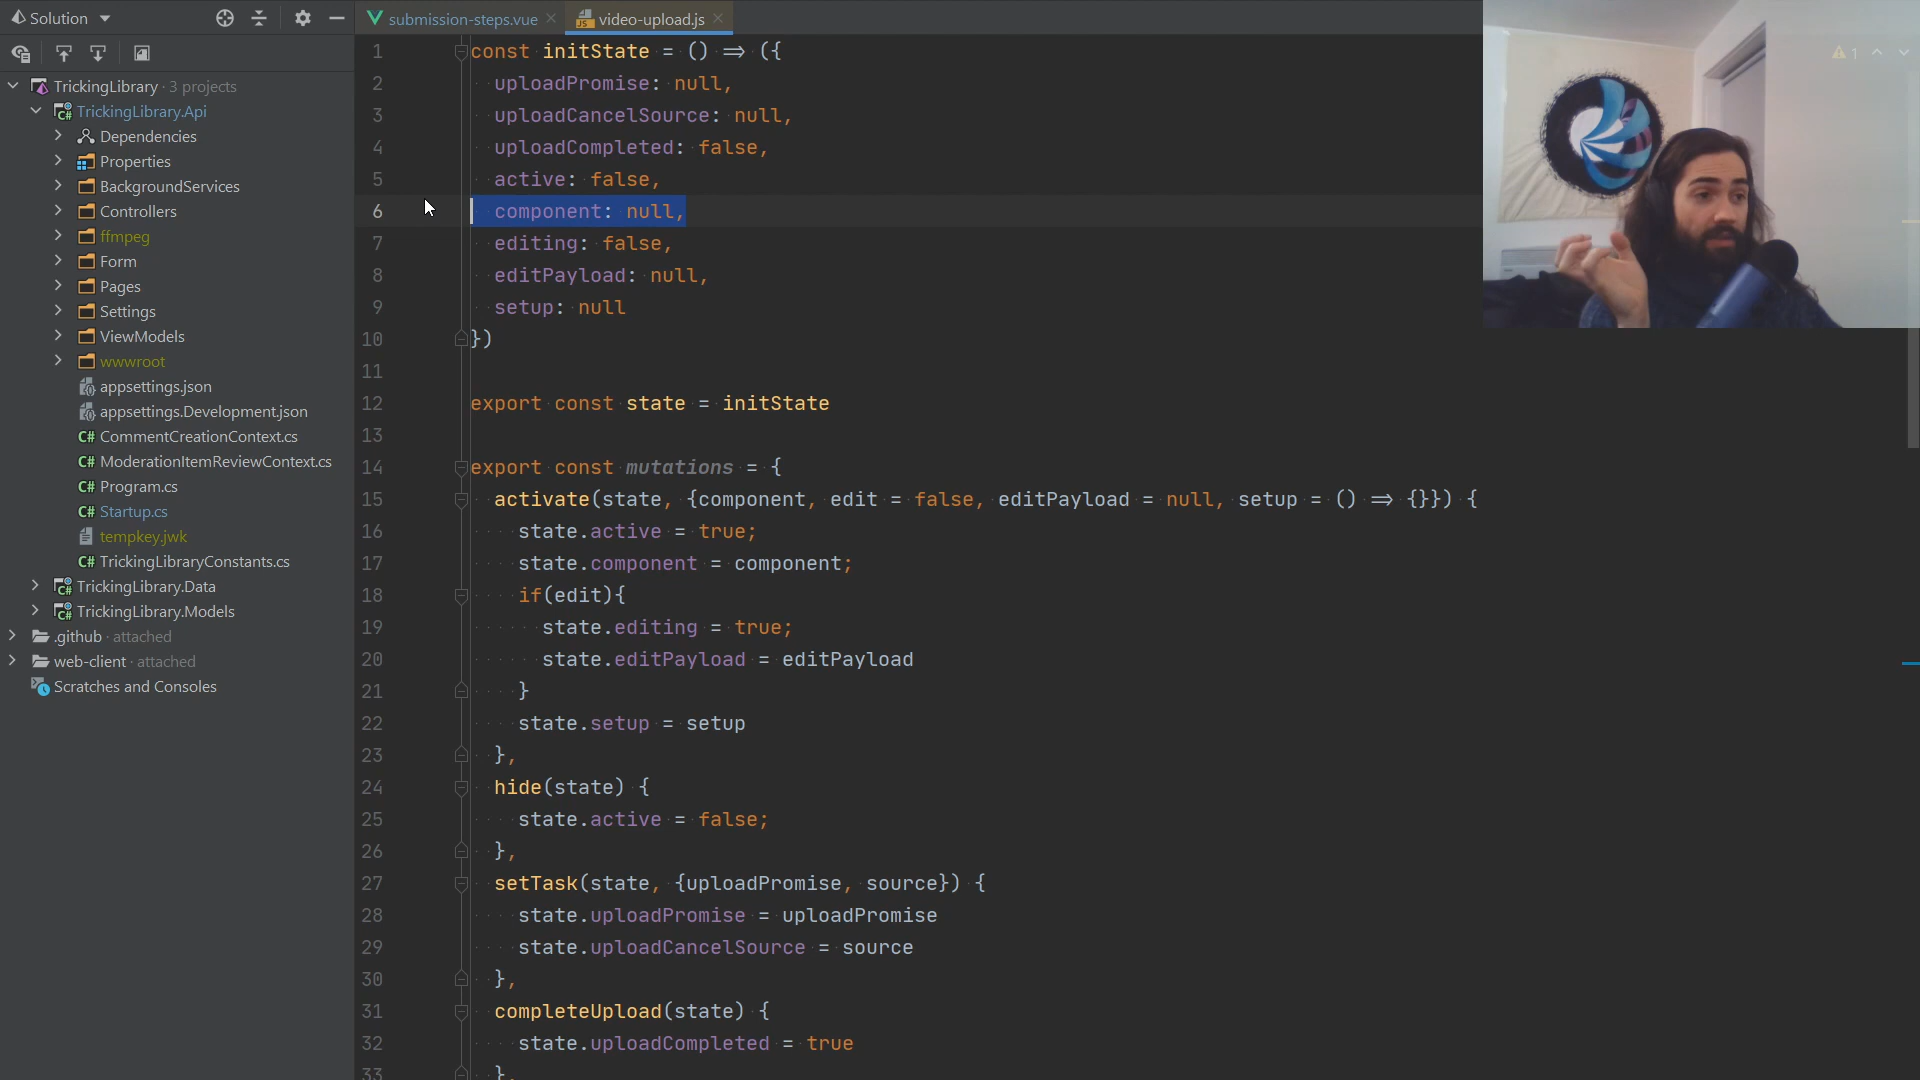 Solution
submission-steps.vue
video-upload.js
TrickingLibrary · 3 projects
TrickingLibrary.Api
Dependencies
Properties
BackgroundServices
Controllers
ffmpeg
Form
Pages
Settings
ViewModels
wwwroot
appsettings.json
appsettings.Development.json
C# CommentCreationContext.cs
C# ModerationItemReviewContext.cs
C# Program.cs
C# Startup.cs
tempkey.jwk
C# TrickingLibraryConstants.cs
TrickingLibrary.Data
TrickingLibrary.Models
.github · attached
web-client · attached
Scratches and Consoles
1 const initState = () => ({
2 uploadPromise: null,
3 uploadCancelSource: null,
4 uploadCompleted: false,
5 active: false,
6 component: null,
7 editing: false,
8 editPayload: null,
9 setup: null
10 })
11
12 export const state = initState
13
14 export const mutations = {
15 activate(state, {component, edit = false, editPayload = null, setup = () => {}}) {
16 state.active = true;
17 state.component = component;
18 if(edit){
19 state.editing = true;
20 state.editPayload = editPayload
21 }
22 state.setup = setup
23 },
24 hide(state) {
25 state.active = false;
26 },
27 setTask(state, {uploadPromise, source}) {
28 state.uploadPromise = uploadPromise
29 state.uploadCancelSource = source
30 },
31 completeUpload(state) {
32 state.uploadCompleted = true
33 },
1